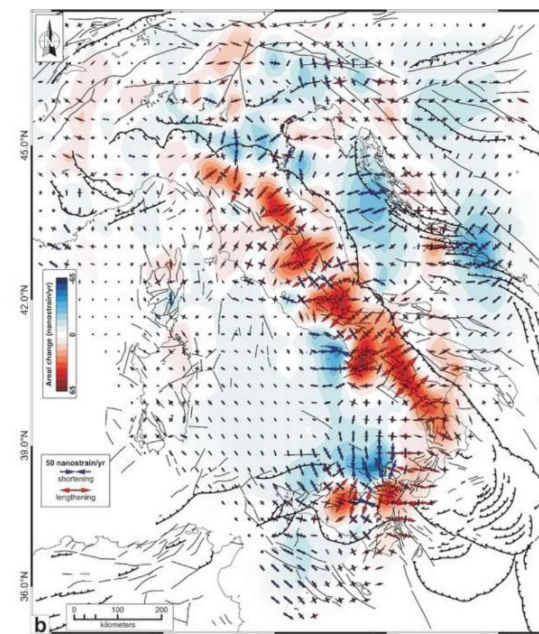 45.0°N
42.0°N
39.0°N
36.0°N
Areal change (nanostrain/yr)
-65
0
65
50 nanostrain/yr
shortening
lengthening
b
0 100 200
kilometers